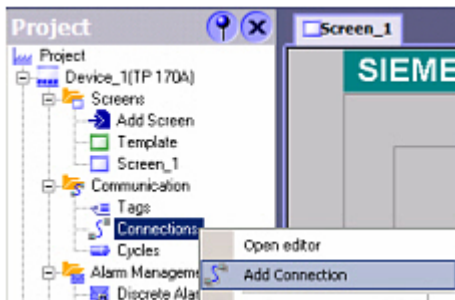 Project
Screen_1
Project
SIEME
Device_1(TP 170A)
Screens
Add Screen
Template
Screen_1
Communication
Tags
Connections
Open editor
Cycles
Add Connection
Alarm Manageme
Discrete Alar